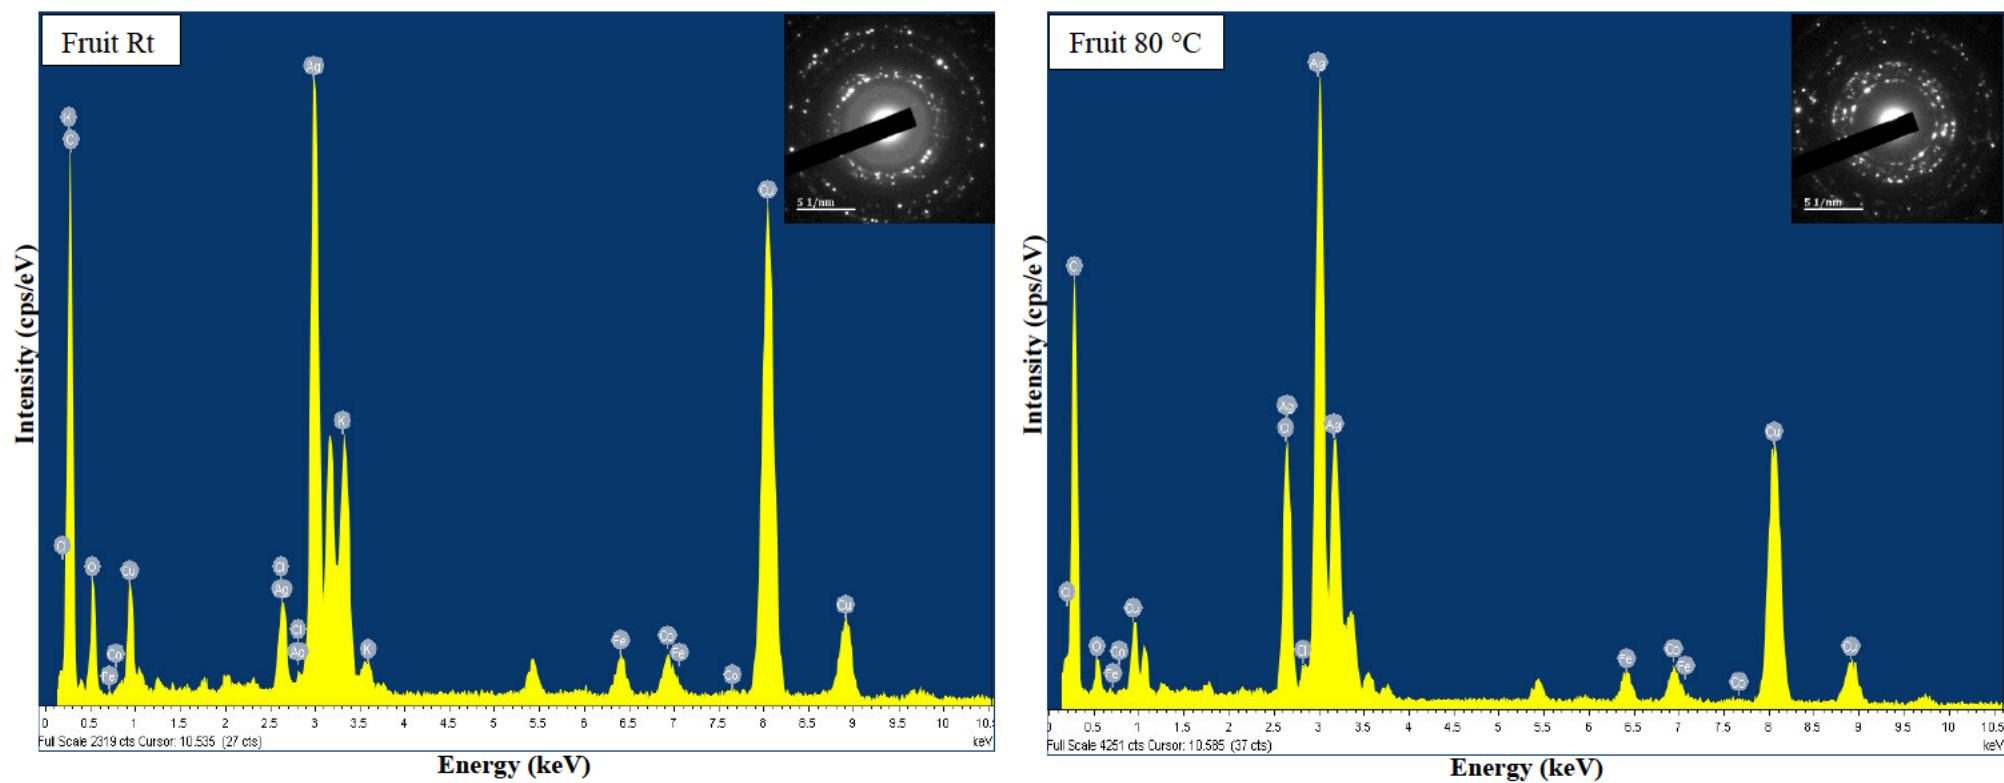 Fruit Rt
Ag
K
C
Cu
5 1/nm
K
Cl
O
Cu
Cl
Ag
Cu
Cl
Ag
K
Fe
Co
Fe
Co
Co
Fe
0 0.5 1 1.5 2 2.5 3 3.5 4 4.5 5 5.5 6 6.5 7 7.5 8 8.5 9 9.5 10 10.5
Full Scale 2319 cts Cursor: 10.535 (27 cts) keV
Intensity (cps/eV)
Energy (keV)
Fruit 80 °C
Ag
5 1/nm
C
Ag
Cl
Ag
Cu
Cl
Cu
O
Co
Fe
Cl
Fe
Co
Fe
Co
Cu
0 0.5 1 1.5 2 2.5 3 3.5 4 4.5 5 5.5 6 6.5 7 7.5 8 8.5 9 9.5 10 10.5
Full Scale 4251 cts Cursor: 10.585 (37 cts) keV
Intensity (cps/eV)
Energy (keV)